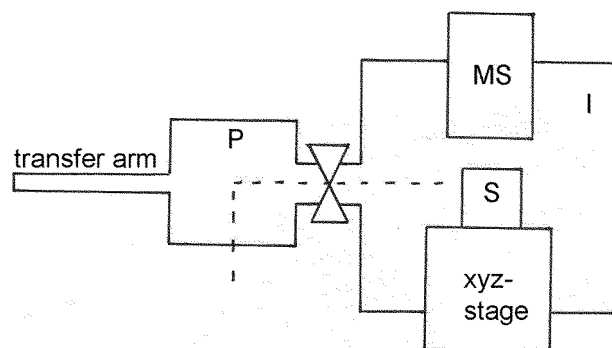 MS
I
P
transfer arm
S
xyz-
stage